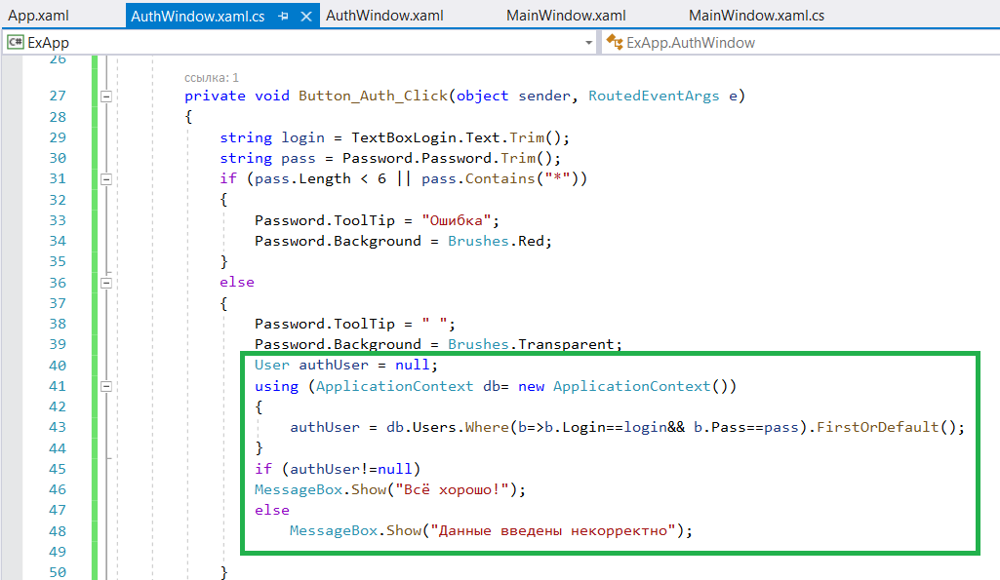 App.xaml AuthWindow.xaml.cs AuthWindow.xaml MainWindow.xaml MainWindow.xaml.cs
C# ExApp ExApp.AuthWindow
26
ссылка: 1
27 private void Button_Auth_Click(object sender, RoutedEventArgs e)
28 {
29 string login = TextBoxLogin.Text.Trim();
30 string pass = Password.Password.Trim();
31 if (pass.Length < 6 || pass.Contains("*"))
32 {
33 Password.ToolTip = "Ошибка";
34 Password.Background = Brushes.Red;
35 }
36 else
37 {
38 Password.ToolTip = " ";
39 Password.Background = Brushes.Transparent;
40 User authUser = null;
41 using (ApplicationContext db= new ApplicationContext())
42 {
43 authUser = db.Users.Where(b=>b.Login==login&& b.Pass==pass).FirstOrDefault();
44 }
45 if (authUser!=null)
46 MessageBox.Show("Всё хорошо!");
47 else
48 MessageBox.Show("Данные введены некорректно");
49
50 }